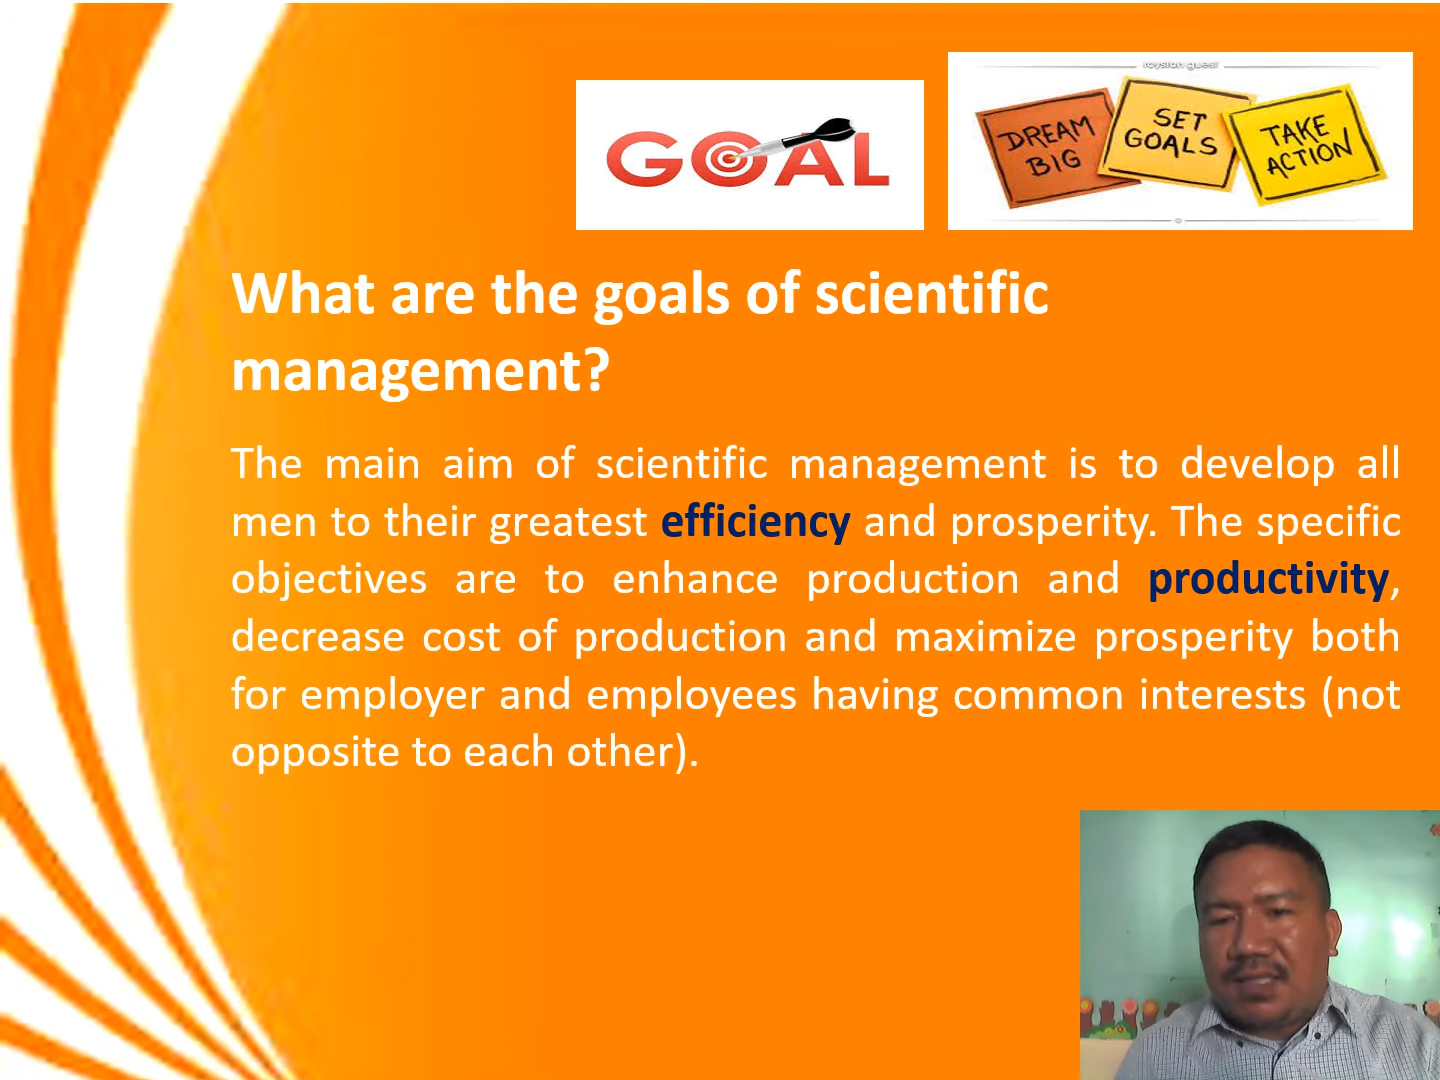 royston guest
GOAL
DREAM
BIG
SET
GOALS
TAKE
ACTION
What are the goals of scientific
management?
The main aim of scientific management is to develop all
men to their greatest efficiency and prosperity. The specific
objectives are to enhance production and productivity,
decrease cost of production and maximize prosperity both
for employer and employees having common interests (not
opposite to each other).